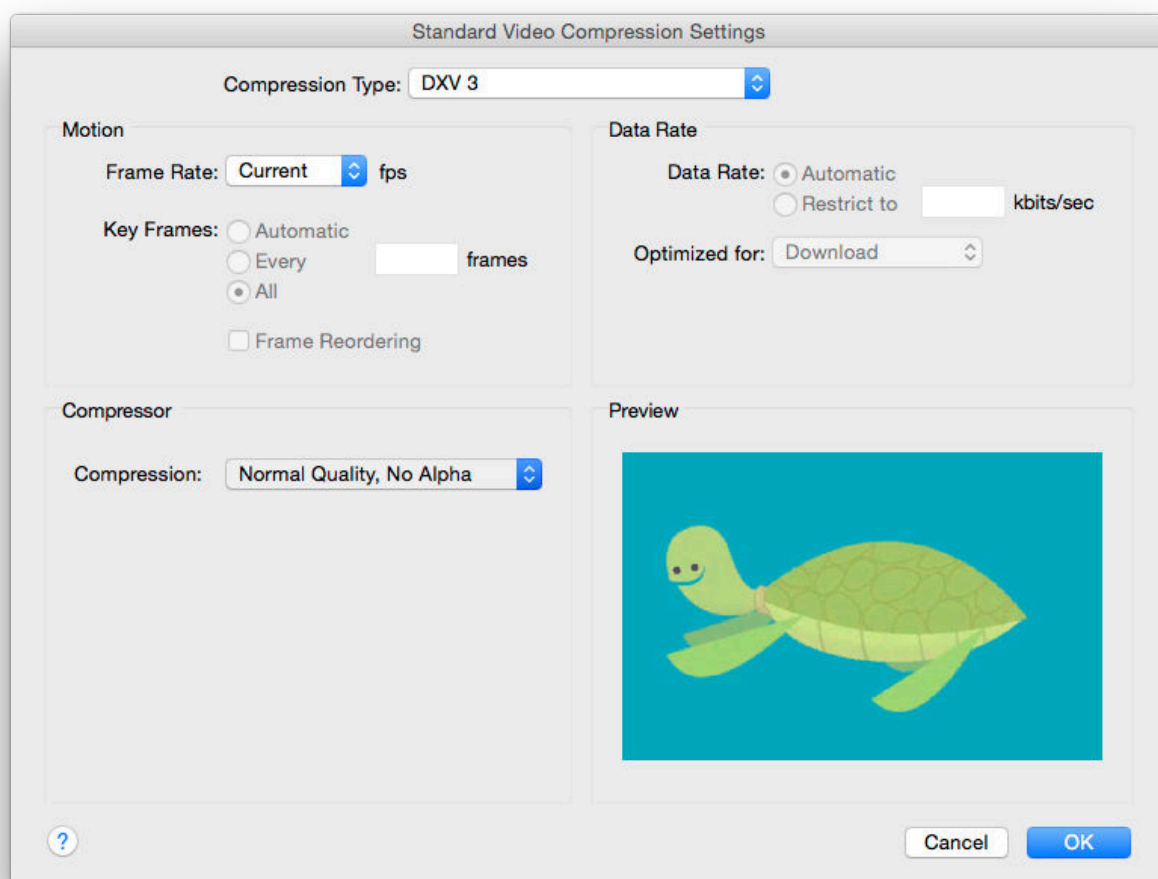 Standard Video Compression Settings
Compression Type: DXV 3
Motion
Frame Rate: Current fps
Key Frames: Automatic
Every frames
All
Frame Reordering
Data Rate
Data Rate: Automatic
Restrict to kbits/sec
Optimized for: Download
Compressor
Compression: Normal Quality, No Alpha
Preview
?
Cancel
OK